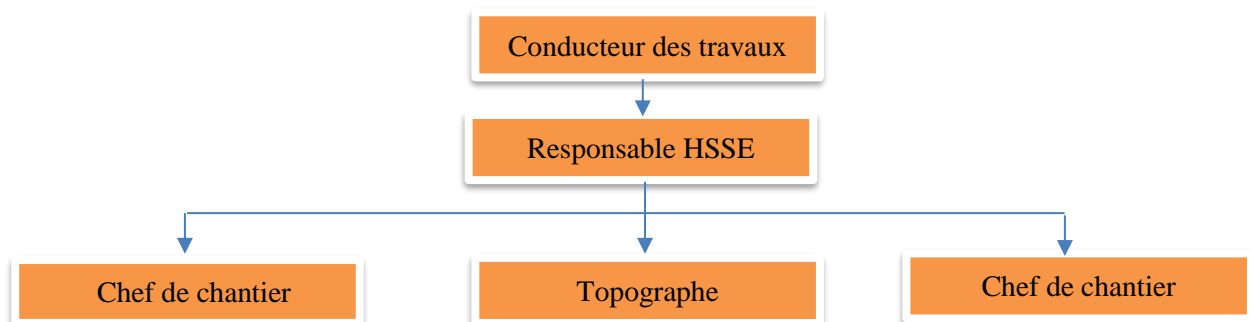 Conducteur des travaux
Responsable HSSE
Chef de chantier
Topographe
Chef de chantier